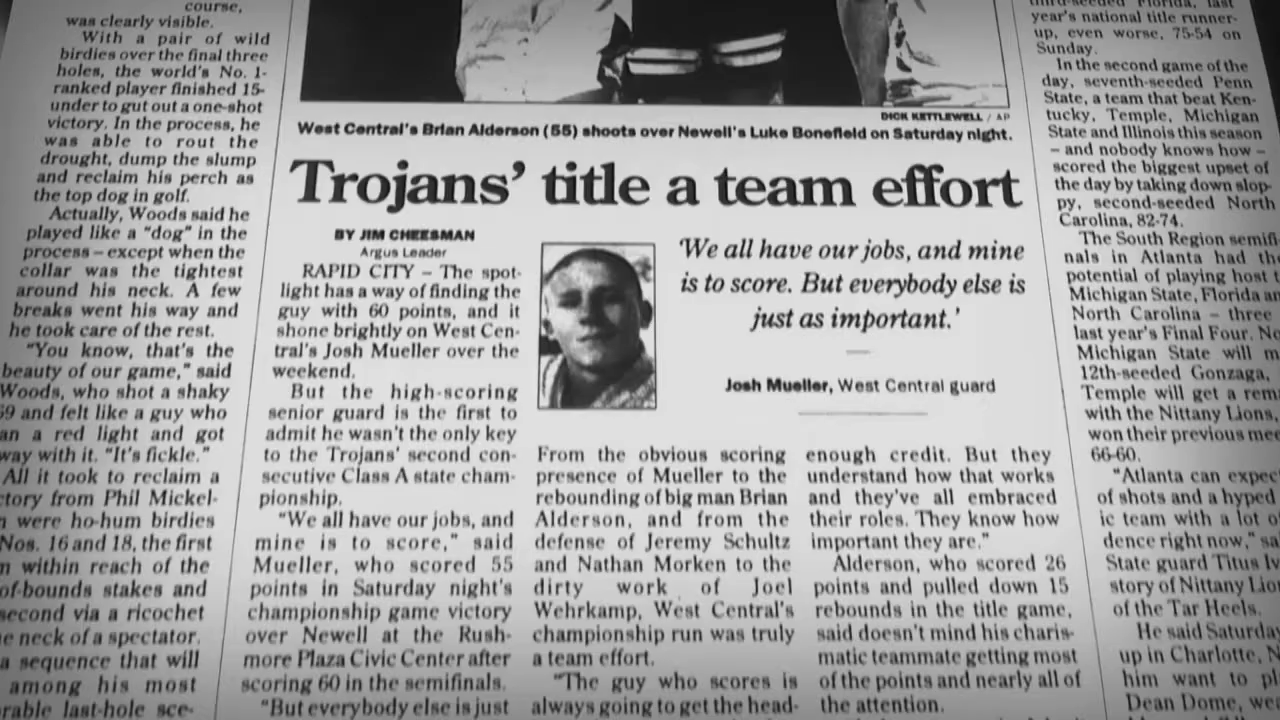 course,
was clearly visible.
With a pair of wild
birdies over the final three
holes, the world's No. 1-
ranked player finished 15-
under to gut out a one-shot
victory. In the process, he
was able to rout the
drought, dump the slump
and reclaim his perch as
the top dog in golf.
Actually, Woods said he
played like a "dog" in the
process – except when the
collar was the tightest
around his neck. A few
breaks went his way and
he took care of the rest.
"You know, that's the
beauty of our game," said
Woods, who shot a shaky
69 and felt like a guy who
an a red light and got
way with it. "It's fickle."
All it took to reclaim a
ctory from Phil Mickel-
n were ho-hum birdies
Nos. 16 and 18, the first
n within reach of the
of-bounds stakes and
second via a ricochet
e neck of a spectator.
a sequence that will
among his most
rable last-hole sce-
DICK KETTLEWELL / AP
West Central's Brian Alderson (55) shoots over Newell's Luke Bonefield on Saturday night.
Trojans' title a team effort
BY JIM CHEESMAN
Argus Leader
RAPID CITY – The spot-
light has a way of finding the
guy with 60 points, and it
shone brightly on West Cen-
tral's Josh Mueller over the
weekend.
But the high-scoring
senior guard is the first to
admit he wasn't the only key
to the Trojans' second con-
secutive Class A state cham-
pionship.
"We all have our jobs, and
mine is to score," said
Mueller, who scored 55
points in Saturday night's
championship game victory
over Newell at the Rush-
more Plaza Civic Center after
scoring 60 in the semifinals.
"But everybody else is just
'We all have our jobs, and mine
is to score. But everybody else is
just as important.'
Josh Mueller, West Central guard
From the obvious scoring
presence of Mueller to the
rebounding of big man Brian
Alderson, and from the
defense of Jeremy Schultz
and Nathan Morken to the
dirty work of Joel
Wehrkamp, West Central's
championship run was truly
a team effort.
"The guy who scores is
always going to get the head-
enough credit. But they
understand how that works
and they've all embraced
their roles. They know how
important they are."
Alderson, who scored 26
points and pulled down 15
rebounds in the title game,
said doesn't mind his charis-
matic teammate getting most
of the points and nearly all of
the attention.
third-seeded Florida, last
year's national title runner-
up, even worse, 75-54 on
Sunday.
In the second game of the
day, seventh-seeded Penn
State, a team that beat Ken-
tucky, Temple, Michigan
State and Illinois this season
– and nobody knows how –
scored the biggest upset of
the day by taking down slop-
py, second-seeded North
Carolina, 82-74.
The South Region semifi-
nals in Atlanta had the
potential of playing host t
Michigan State, Florida an
North Carolina – three
last year's Final Four. No
Michigan State will m
12th-seeded Gonzaga,
Temple will get a rem
with the Nittany Lions,
won their previous mee
66-60.
"Atlanta can expec
of shots and a hyped
ic team with a lot o
dence right now," sa
State guard Titus Iv
story of Nittany Lion
of the Tar Heels.
He said Saturday
up in Charlotte, N
him want to pl
Dean Dome, we